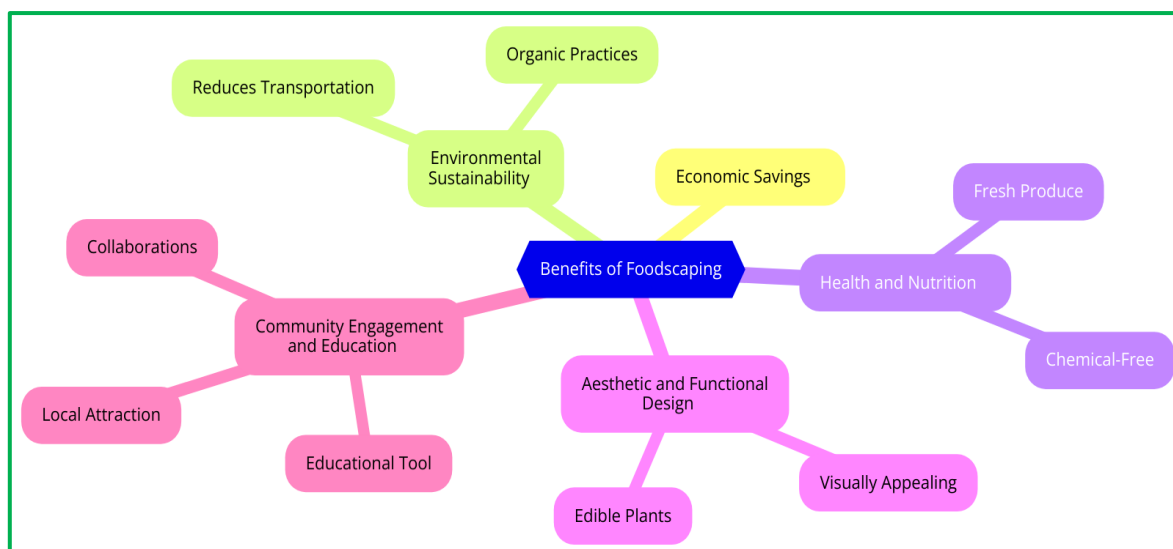 Organic Practices
Reduces Transportation
Environmental
Sustainability
Economic Savings
Fresh Produce
Collaborations
Benefits of Foodscaping
Health and Nutrition
Community Engagement
and Education
Chemical-Free
Aesthetic and Functional
Design
Local Attraction
Educational Tool
Visually Appealing
Edible Plants